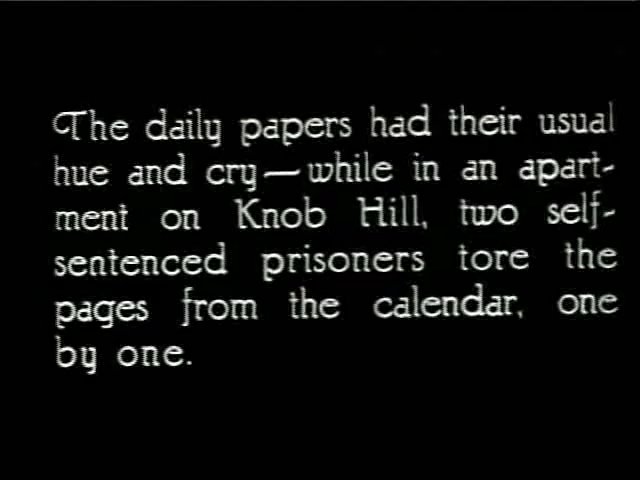 The daily papers had their usual
hue and cry—while in an apart-
ment on Knob Hill, two self-
sentenced prisoners tore the
pages from the calendar, one
by one.